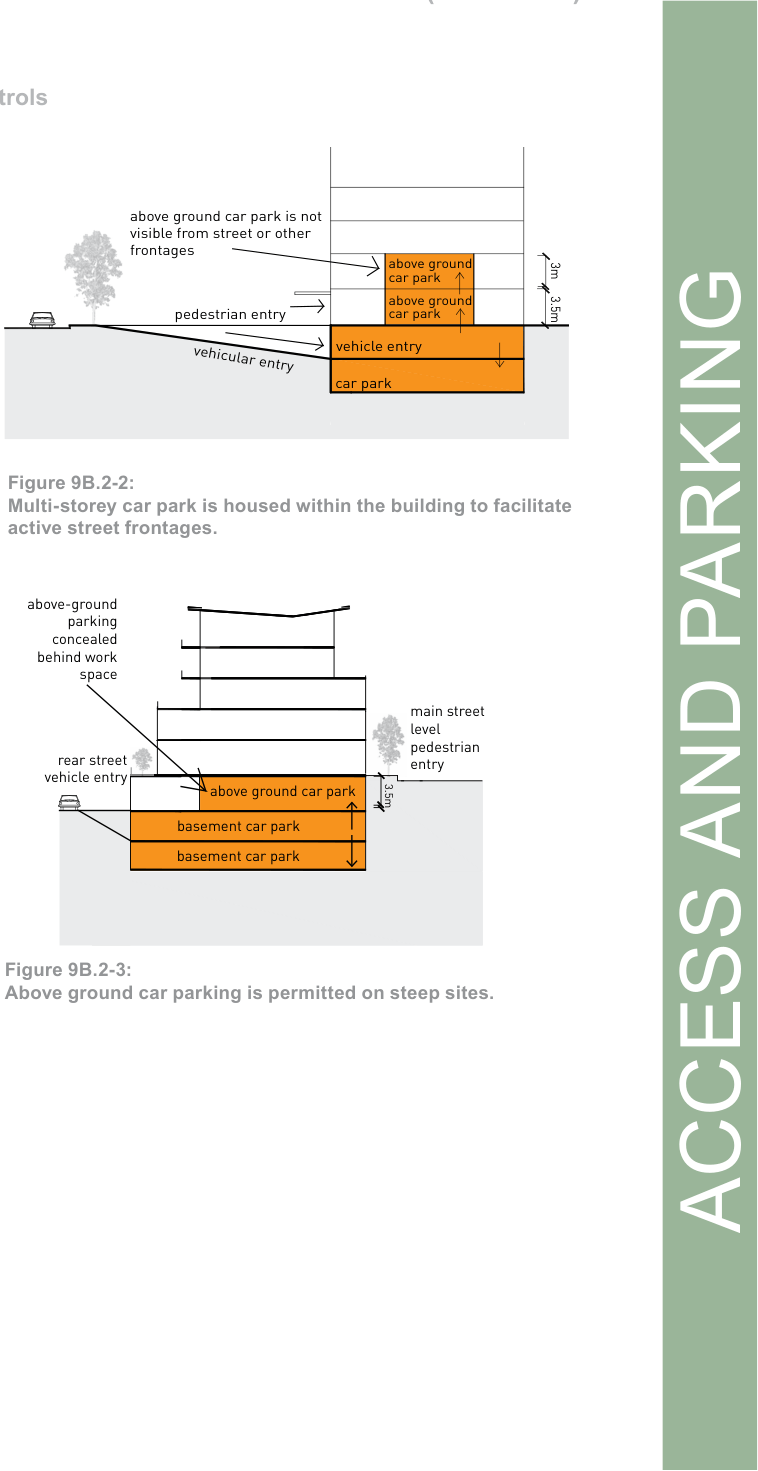 trols
above ground car park is not
visible from street or other
frontages
above ground
car park
above ground
car park
3m
3.5m
pedestrian entry
vehicular entry
vehicle entry
car park
Figure 9B.2-2:
Multi-storey car park is housed within the building to facilitate
active street frontages.
above-ground
parking
concealed
behind work
space
main street
level
pedestrian
entry
rear street
vehicle entry
above ground car park
3.5m
basement car park
basement car park
Figure 9B.2-3:
Above ground car parking is permitted on steep sites.
ACCESS AND PARKING